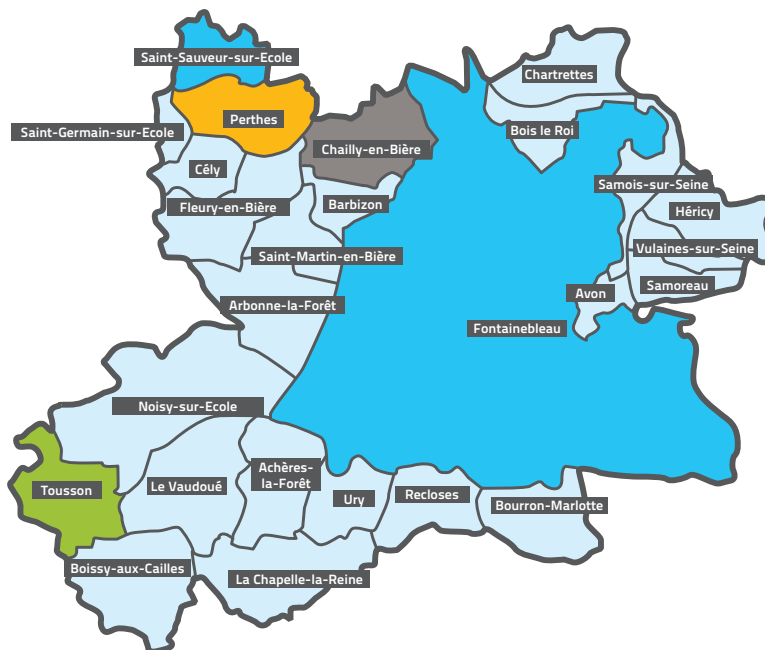 Saint-Sauveur-sur-Ecole
Chartrettes
Perthes
Saint-Germain-sur-Ecole
Bois le Roi
Chailly-en-Bière
Cély
Samois-sur-Seine
Fleury-en-Bière
Barbizon
Héricy
Vulaines-sur-Seine
Saint-Martin-en-Bière
Samoreau
Avon
Arbonne-la-Forêt
Fontainebleau
Noisy-sur-Ecole
Achères-
la-Forêt
Le Vaudoué
Tousson
Ury
Recloses
Bourron-Marlotte
Boissy-aux-Cailles
La Chapelle-la-Reine